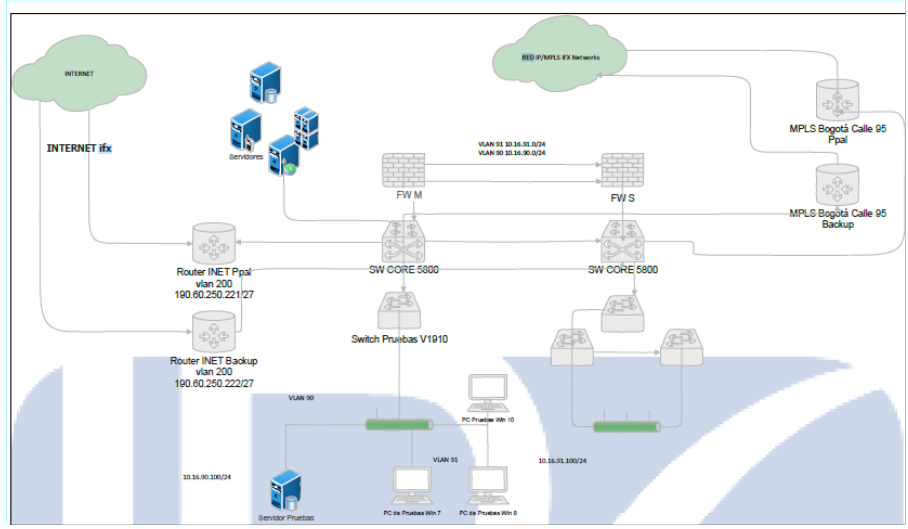 INTERNET
RED IP/MPLS IFX Networks
INTERNET ifx
Servidores
VLAN 91 10.16.91.0/24
VLAN 90 10.16.90.0/24
MPLS Bogotá Calle 95
Ppal
FW M
FW S
MPLS Bogotá Calle 95
Backup
Router INET Ppal
vlan 200
190.60.250.221/27
SW CORE 5800
SW CORE 5800
Switch Pruebas V1910
Router INET Backup
vlan 200
190.60.250.222/27
VLAN 90
PC Pruebas Win 10
VLAN 91
10.16.91.100/24
10.16.90.100/24
Servidor Pruebas
PC de Pruebas Win 7
PC de Pruebas Win 8